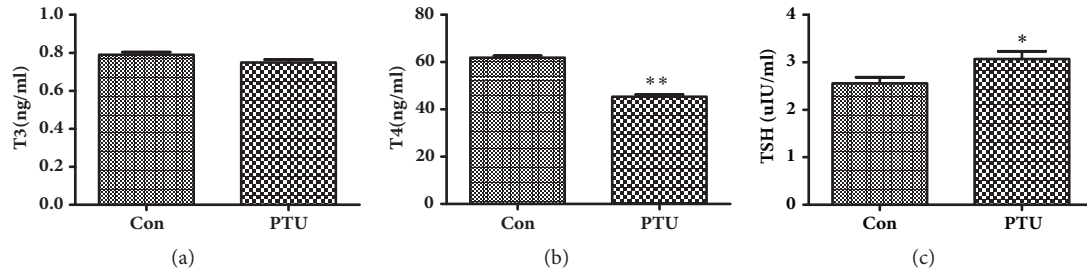 T3(ng/ml)
1.0
0.8
0.6
0.4
0.2
0.0
Con
PTU
(a)
T4(ng/ml)
80
60
40
20
0
**
Con
PTU
(b)
TSH (uIU/ml)
4
3
2
1
0
*
Con
PTU
(c)